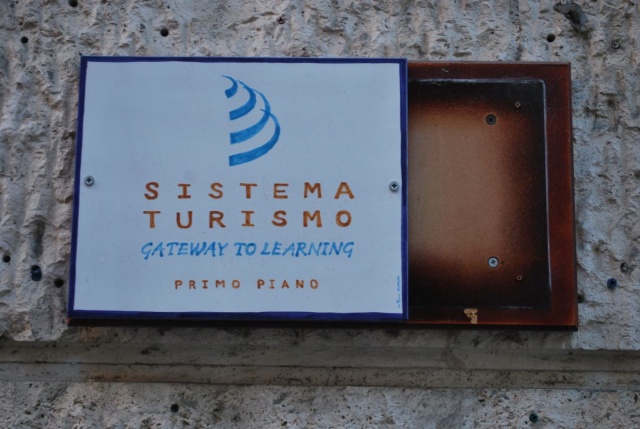 SISTEMA
TURISMO
GATEWAY TO LEARNING
PRIMO PIANO